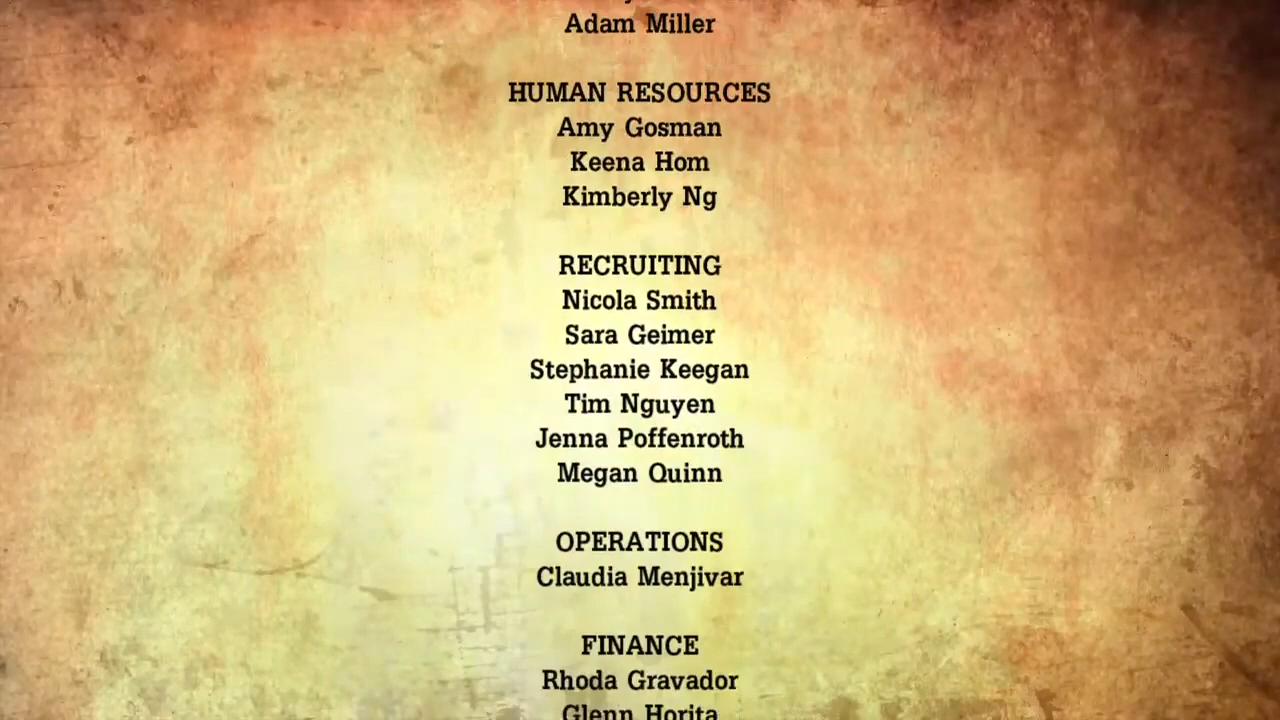 Adam Miller
HUMAN RESOURCES
Amy Gosman
Keena Hom
Kimberly Ng
RECRUITING
Nicola Smith
Sara Geimer
Stephanie Keegan
Tim Nguyen
Jenna Poffenroth
Megan Quinn
OPERATIONS
Claudia Menjivar
FINANCE
Rhoda Gravador
Glenn Horita